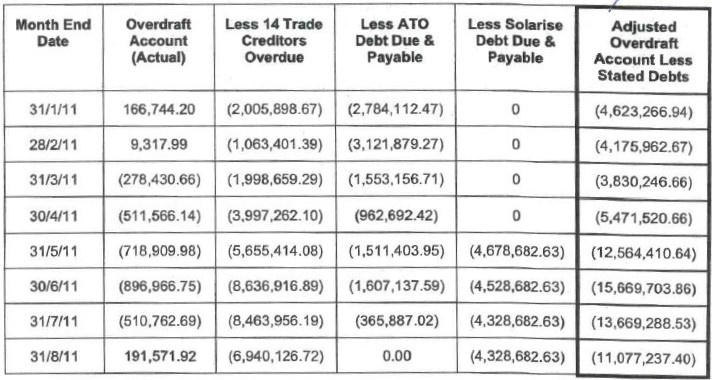 Month End Date | Overdraft Account (Actual) | Less 14 Trade Creditors Overdue | Less ATO Debt Due & Payable | Less Solarise Debt Due & Payable | Adjusted Overdraft Account Less Stated Debts
31/1/11 | 166,744.20 | (2,005,898.67) | (2,784,112.47) | 0 | (4,623,266.94)
28/2/11 | 9,317.99 | (1,063,401.39) | (3,121,879.27) | 0 | (4,175,962.67)
31/3/11 | (278,430.66) | (1,998,659.29) | (1,553,156.71) | 0 | (3,830,246.66)
30/4/11 | (511,566.14) | (3,997,262.10) | (962,692.42) | 0 | (5,471,520.66)
31/5/11 | (718,909.98) | (5,655,414.08) | (1,511,403.95) | (4,678,682.63) | (12,564,410.64)
30/6/11 | (896,966.75) | (8,636,916.89) | (1,607,137.59) | (4,528,682.63) | (15,669,703.86)
31/7/11 | (510,762.69) | (8,463,956.19) | (365,887.02) | (4,328,682.63) | (13,669,288.53)
31/8/11 | 191,571.92 | (6,940,126.72) | 0.00 | (4,328,682.63) | (11,077,237.40)